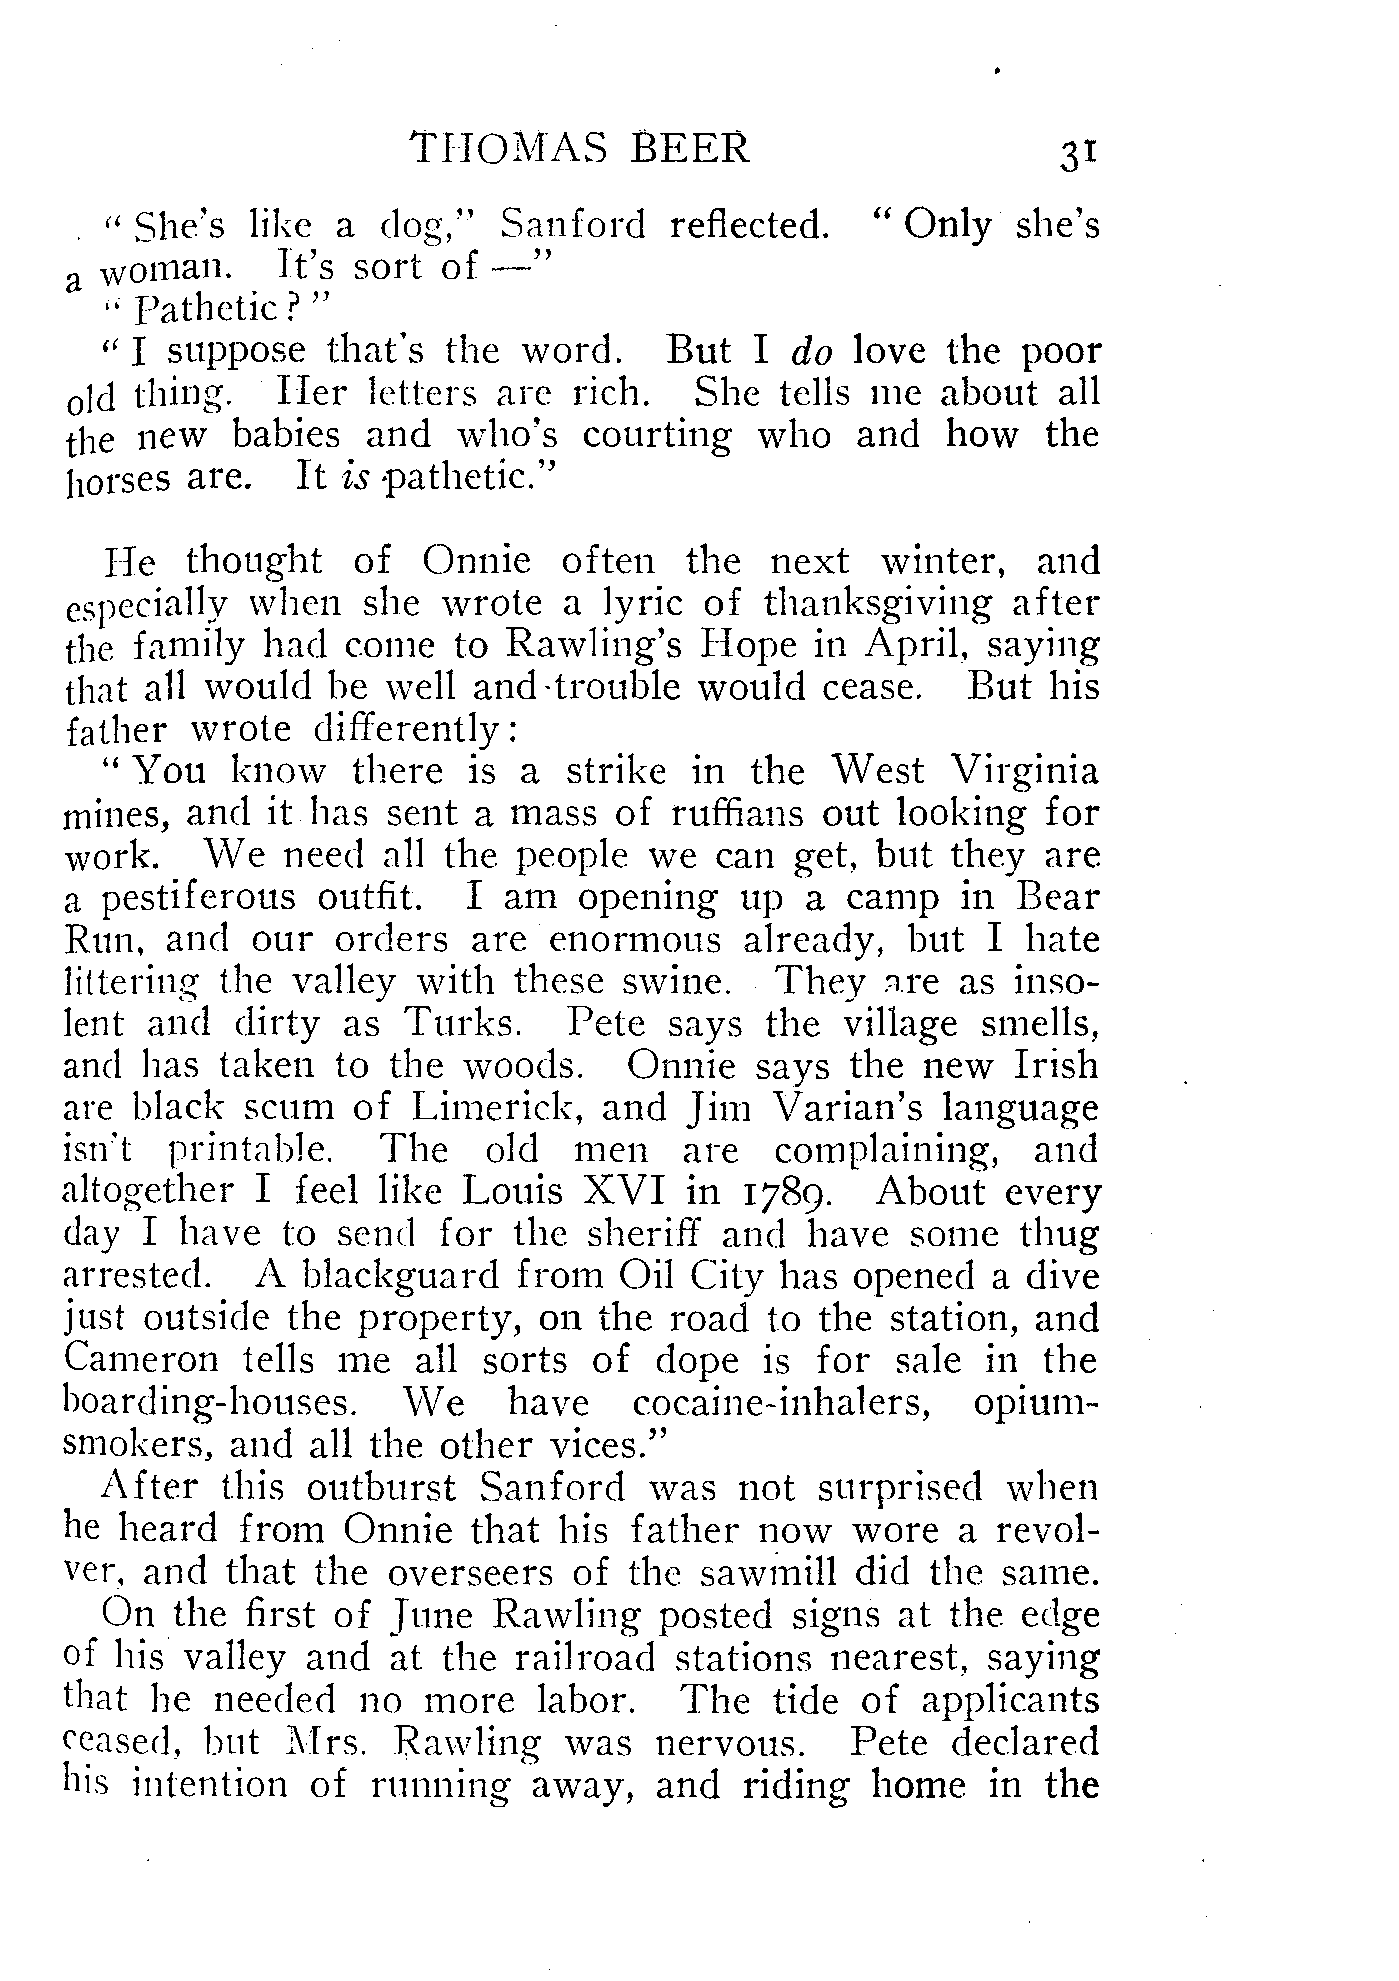 THOMAS BEER 31
“ She's like a dog,” Sanford reflected. “ Only she's
a woman. It's sort of —”
“ Pathetic ? ”
“ I suppose that's the word. But I do love the poor
old thing. Her letters are rich. She tells me about all
the new babies and who's courting who and how the
horses are. It is pathetic.”
He thought of Onnie often the next winter, and
especially when she wrote a lyric of thanksgiving after
the family had come to Rawling's Hope in April, saying
that all would be well and trouble would cease. But his
father wrote differently :
“ You know there is a strike in the West Virginia
mines, and it has sent a mass of ruffians out looking for
work. We need all the people we can get, but they are
a pestiferous outfit. I am opening up a camp in Bear
Run, and our orders are enormous already, but I hate
littering the valley with these swine. They are as inso-
lent and dirty as Turks. Pete says the village smells,
and has taken to the woods. Onnie says the new Irish
are black scum of Limerick, and Jim Varian's language
isn't printable. The old men are complaining, and
altogether I feel like Louis XVI in 1789. About every
day I have to send for the sheriff and have some thug
arrested. A blackguard from Oil City has opened a dive
just outside the property, on the road to the station, and
Cameron tells me all sorts of dope is for sale in the
boarding-houses. We have cocaine-inhalers, opium-
smokers, and all the other vices.”
After this outburst Sanford was not surprised when
he heard from Onnie that his father now wore a revol-
ver, and that the overseers of the sawmill did the same.
On the first of June Rawling posted signs at the edge
of his valley and at the railroad stations nearest, saying
that he needed no more labor. The tide of applicants
ceased, but Mrs. Rawling was nervous. Pete declared
his intention of running away, and riding home in the